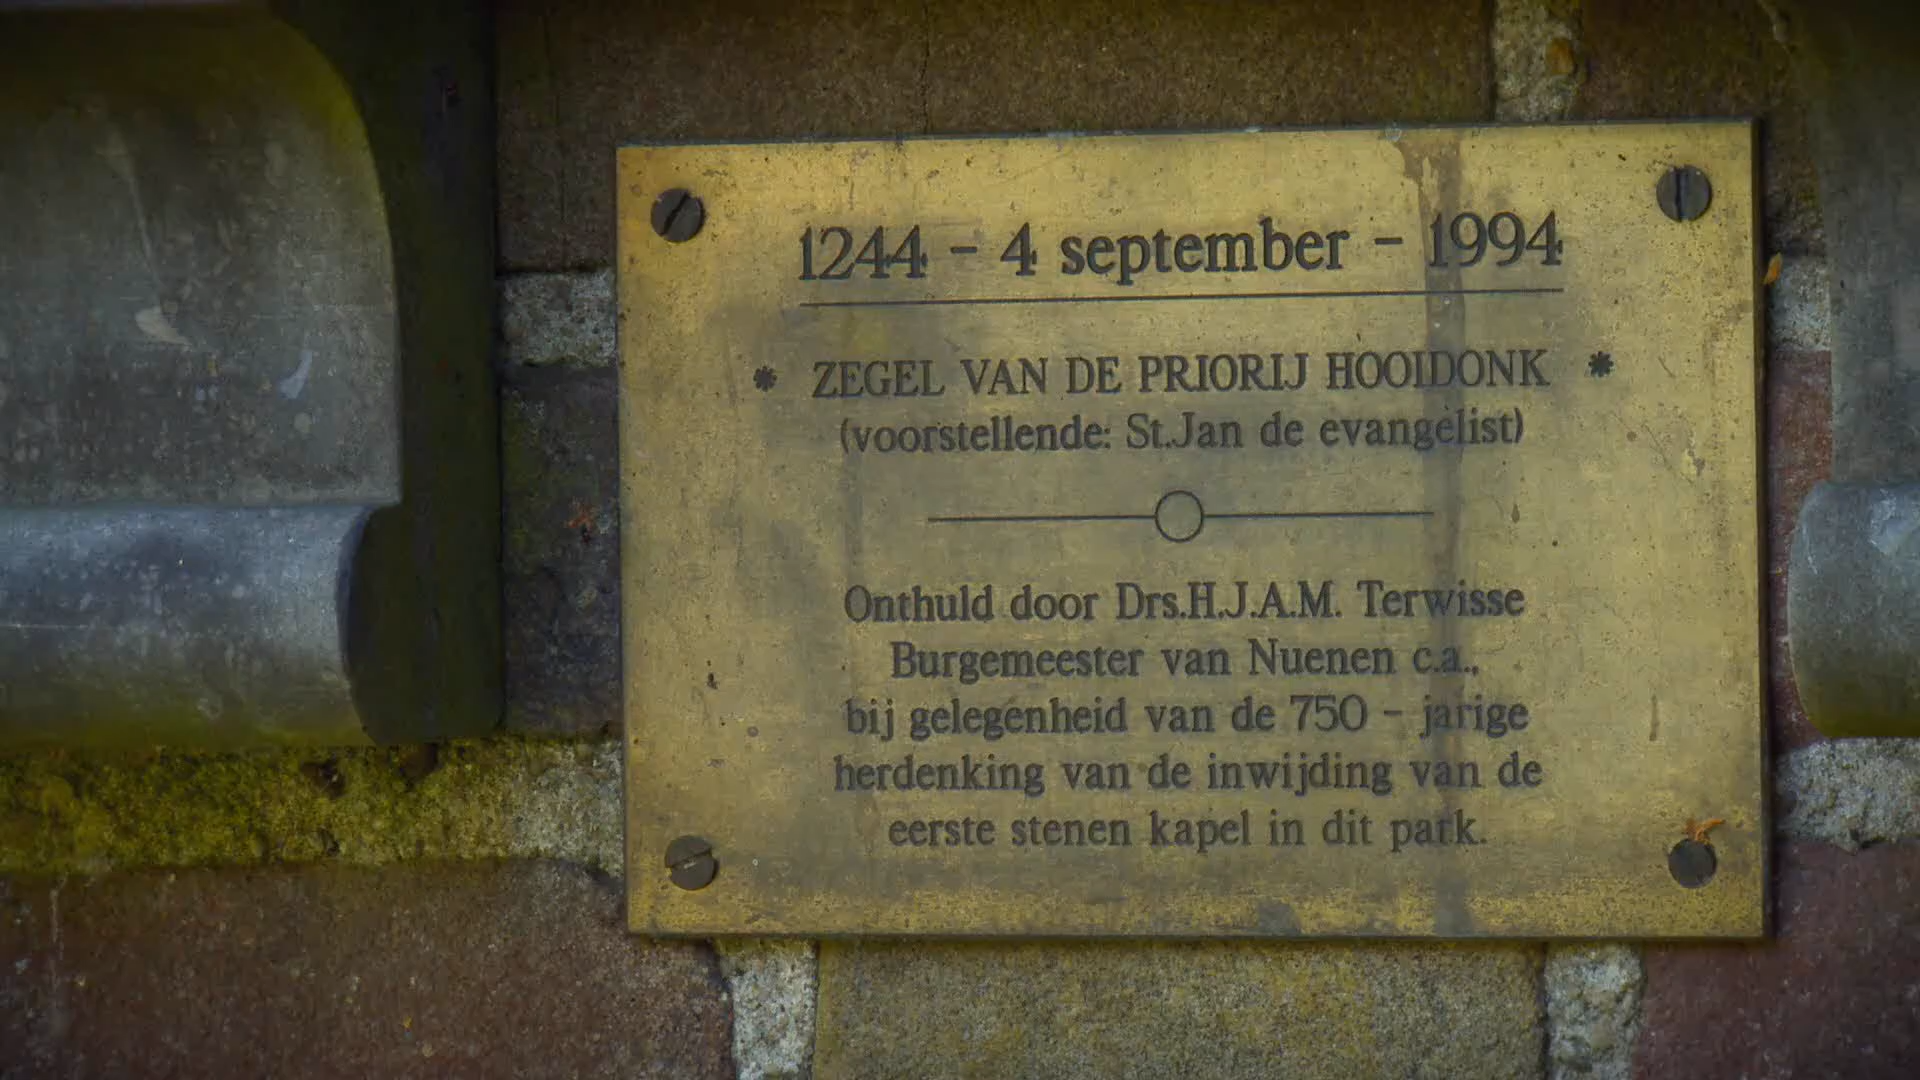 1244 - 4 september - 1994
* ZEGEL VAN DE PRIORIJ HOOIDONK *
(voorstellende: St.Jan de evangelist)
Onthuld door Drs.H.J.A.M. Terwisse
Burgemeester van Nuenen c.a.,
bij gelegenheid van de 750 - jarige
herdenking van de inwijding van de
eerste stenen kapel in dit park.